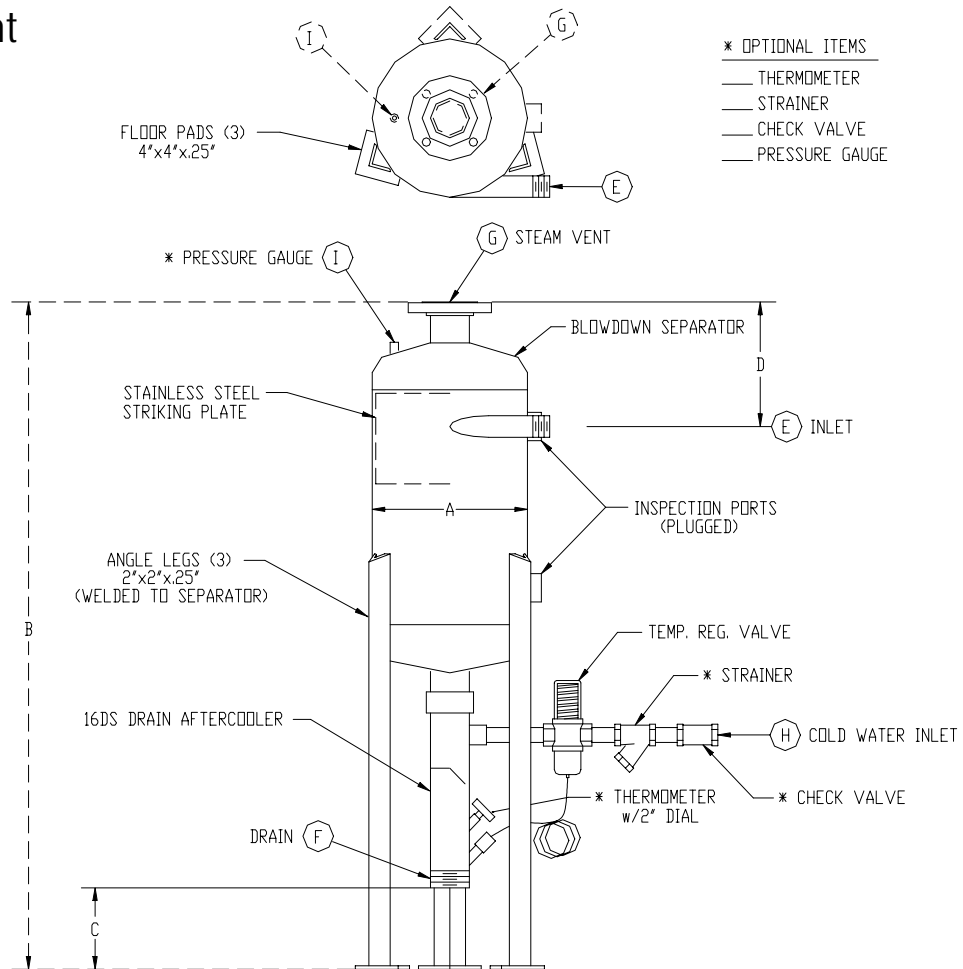 nt
I
G
* OPTIONAL ITEMS
___ THERMOMETER
___ STRAINER
___ CHECK VALVE
___ PRESSURE GAUGE
FLOOR PADS (3)
4"x4"x.25"
E
G STEAM VENT
* PRESSURE GAUGE I
BLOWDOWN SEPARATOR
D
STAINLESS STEEL
STRIKING PLATE
E INLET
A
INSPECTION PORTS
(PLUGGED)
ANGLE LEGS (3)
2"x2"x.25"
(WELDED TO SEPARATOR)
B
TEMP. REG. VALVE
* STRAINER
16DS DRAIN AFTERCOOLER
H COLD WATER INLET
* THERMOMETER
w/2" DIAL
* CHECK VALVE
DRAIN F
C